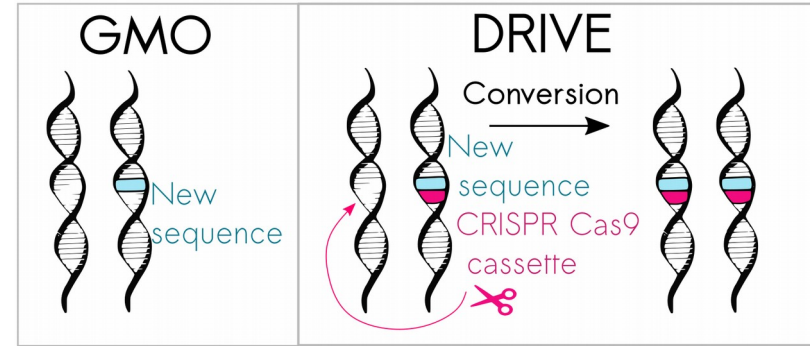 GMO
New
sequence
DRIVE
Conversion
New
sequence
CRISPR Cas9
cassette